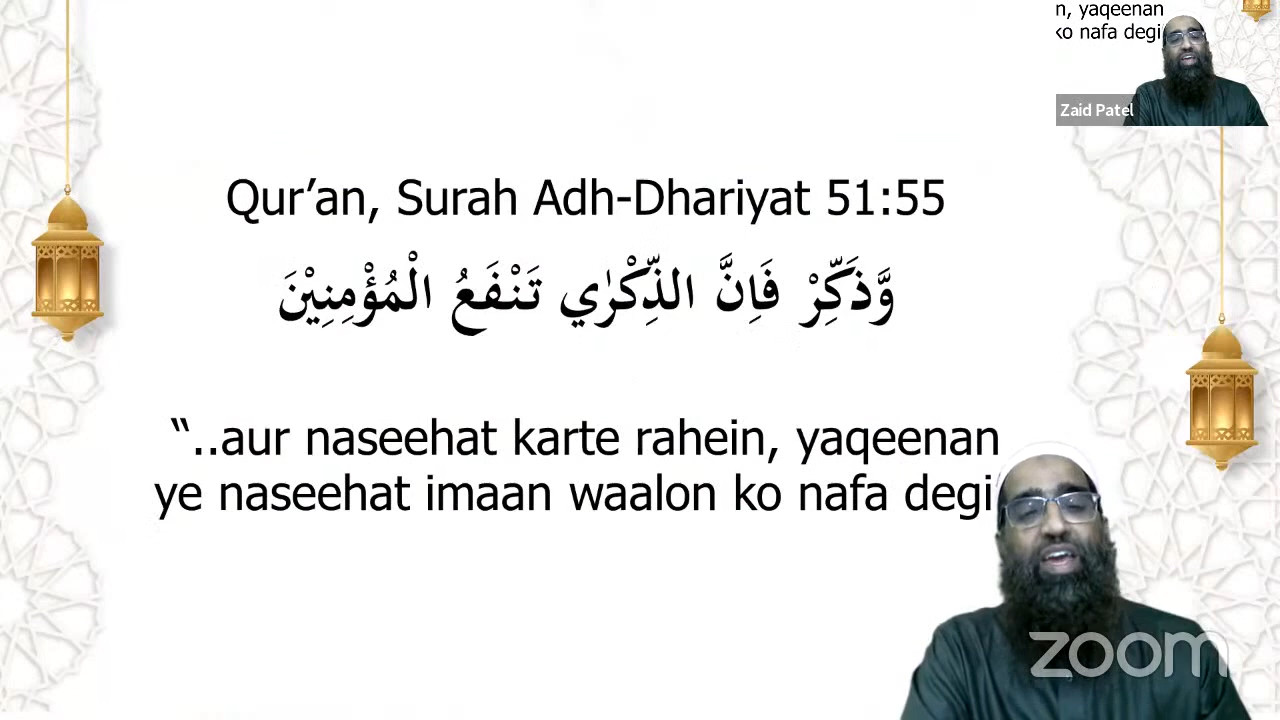 n, yaqeenan
ko nafa degi
Zaid Patel
Qur’an, Surah Adh-Dhariyat 51:55
وَّذَكِّرْ فَاِنَّ الذِّكْرٰي تَنْفَعُ الْمُؤْمِنِيْنَ
“..aur naseehat karte rahein, yaqeenan
ye naseehat imaan waalon ko nafa degi
zoom